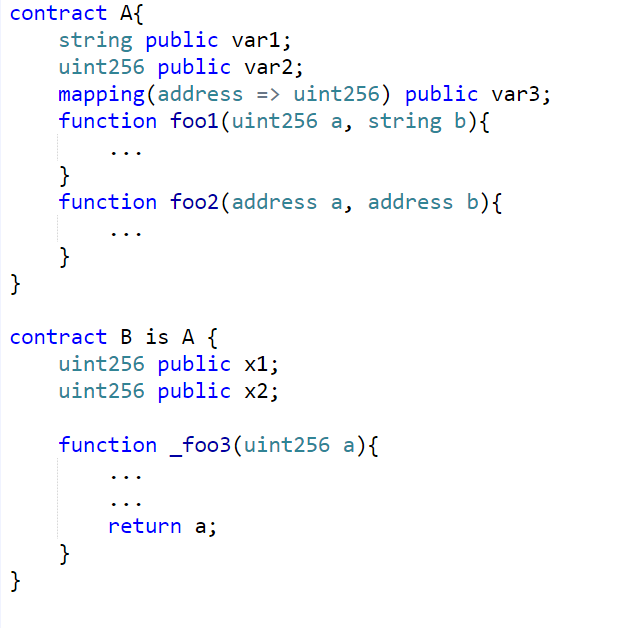 contract A{
string public var1;
uint256 public var2;
mapping(address => uint256) public var3;
function foo1(uint256 a, string b){
...
}
function foo2(address a, address b){
...
}
}
contract B is A {
uint256 public x1;
uint256 public x2;
function _foo3(uint256 a){
...
...
return a;
}
}